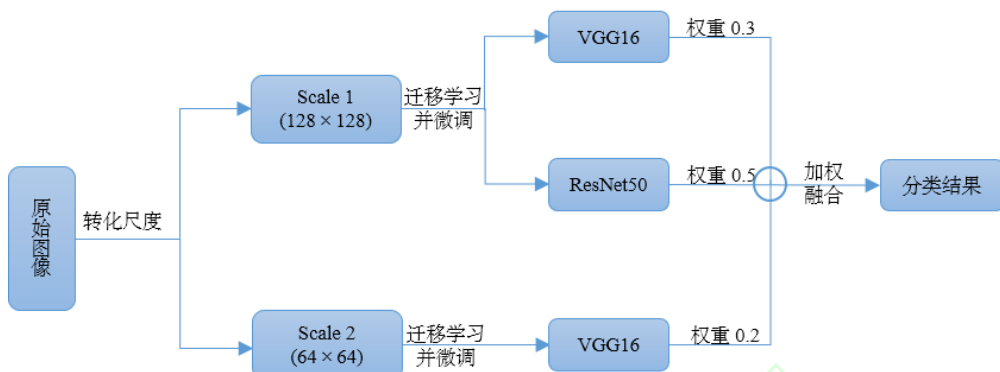 原始图像
转化尺度
Scale 1
(128 × 128)
迁移学习
并微调
VGG16
权重 0.3
ResNet50
权重 0.5
加权
融合
分类结果
Scale 2
(64 × 64)
迁移学习
并微调
VGG16
权重 0.2